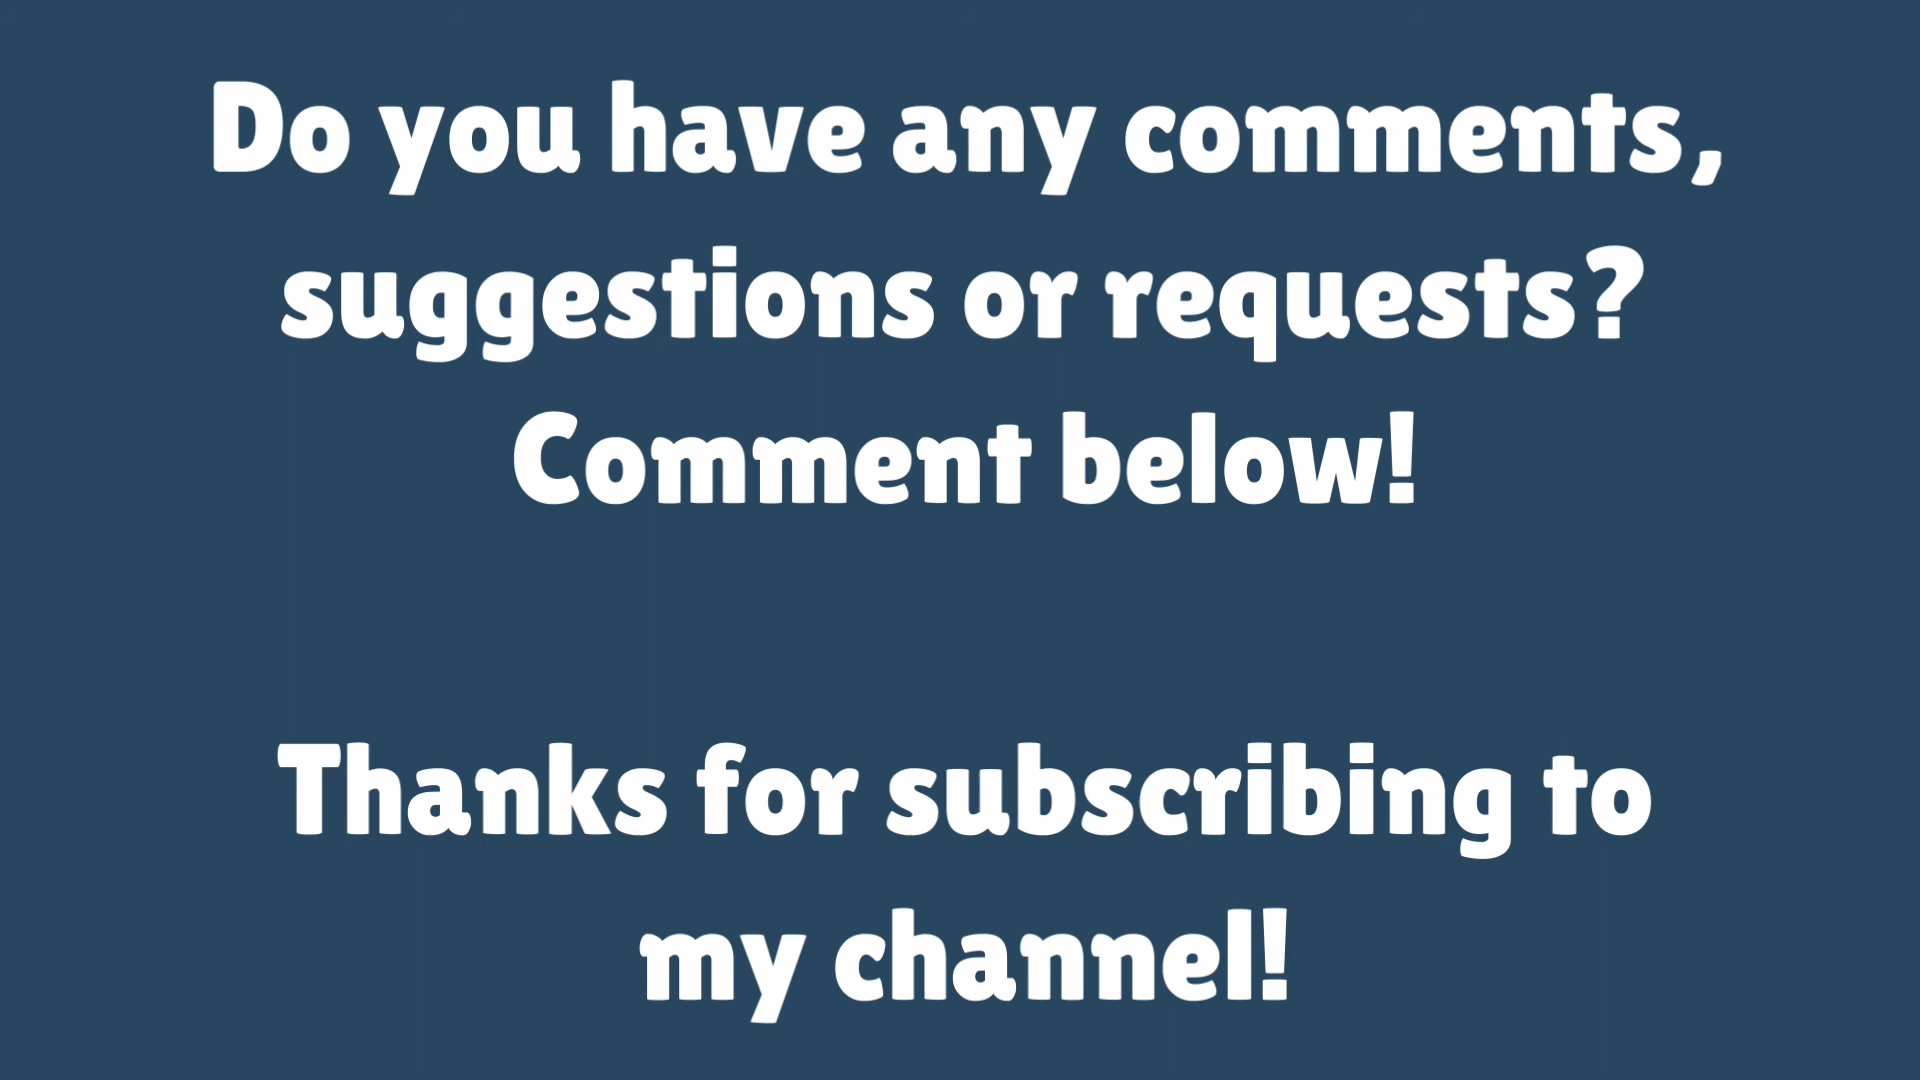 Do you have any comments,
suggestions or requests?
Comment below!
Thanks for subscribing to
my channel!